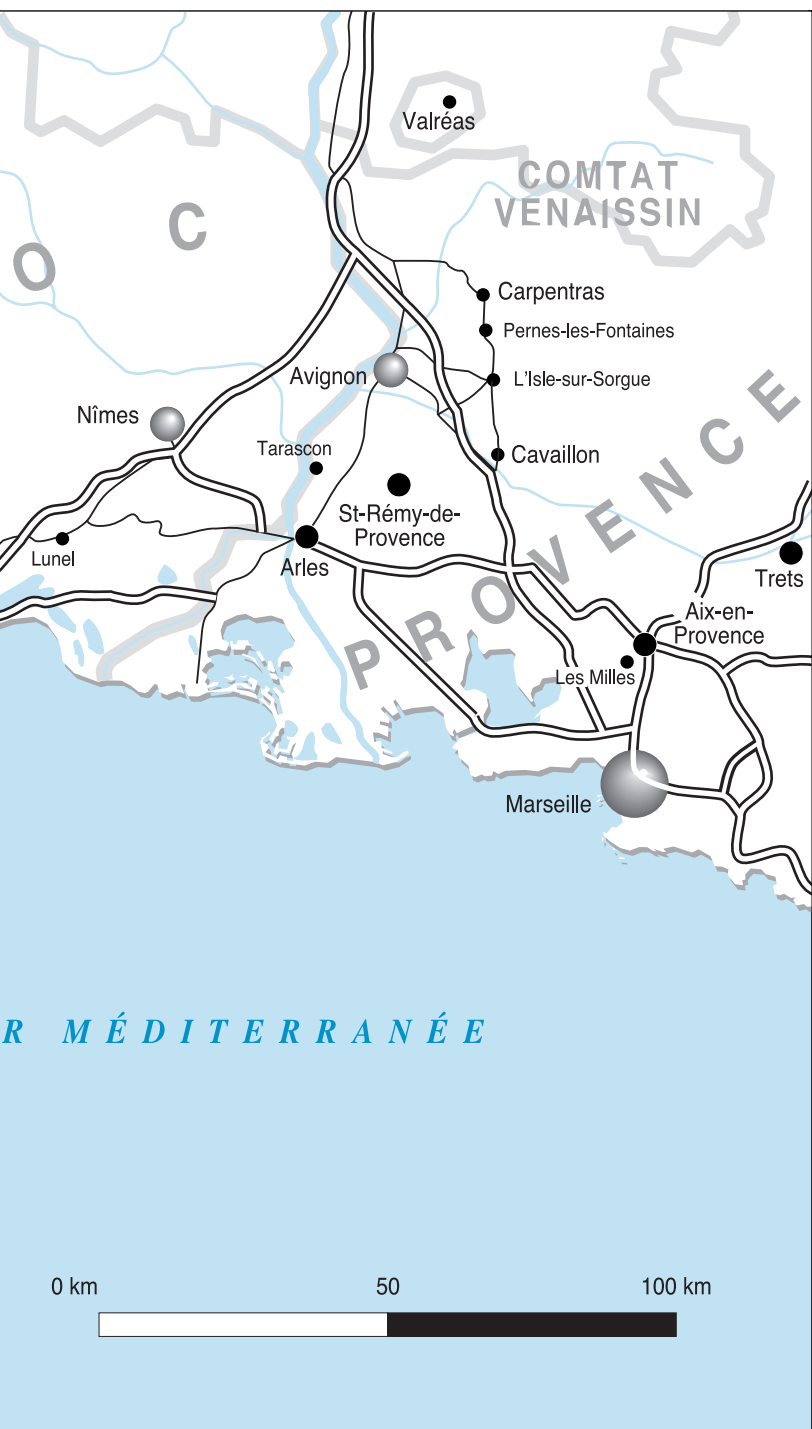 Valréas
COMTAT
VENAISSIN
O C
Carpentras
Pernes-les-Fontaines
Avignon
L'Isle-sur-Sorgue
Nîmes
Tarascon
Cavaillon
St-Rémy-de-
Provence
PROVENCE
Lunel
Arles
Trets
Aix-en-
Provence
Les Milles
Marseille
R MÉDITERRANÉE
0 km 50 100 km